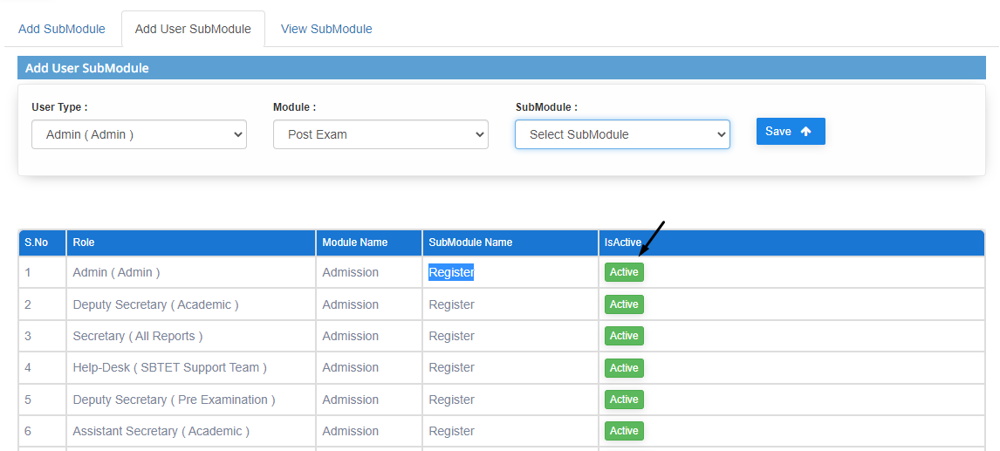 Add SubModule Add User SubModule View SubModule
Add User SubModule
User Type : Module : SubModule :
Admin ( Admin ) Post Exam Select SubModule Save
S.No Role Module Name SubModule Name IsActive
1 Admin ( Admin ) Admission Register Active
2 Deputy Secretary ( Academic ) Admission Register Active
3 Secretary ( All Reports ) Admission Register Active
4 Help-Desk ( SBTET Support Team ) Admission Register Active
5 Deputy Secretary ( Pre Examination ) Admission Register Active
6 Assistant Secretary ( Academic ) Admission Register Active